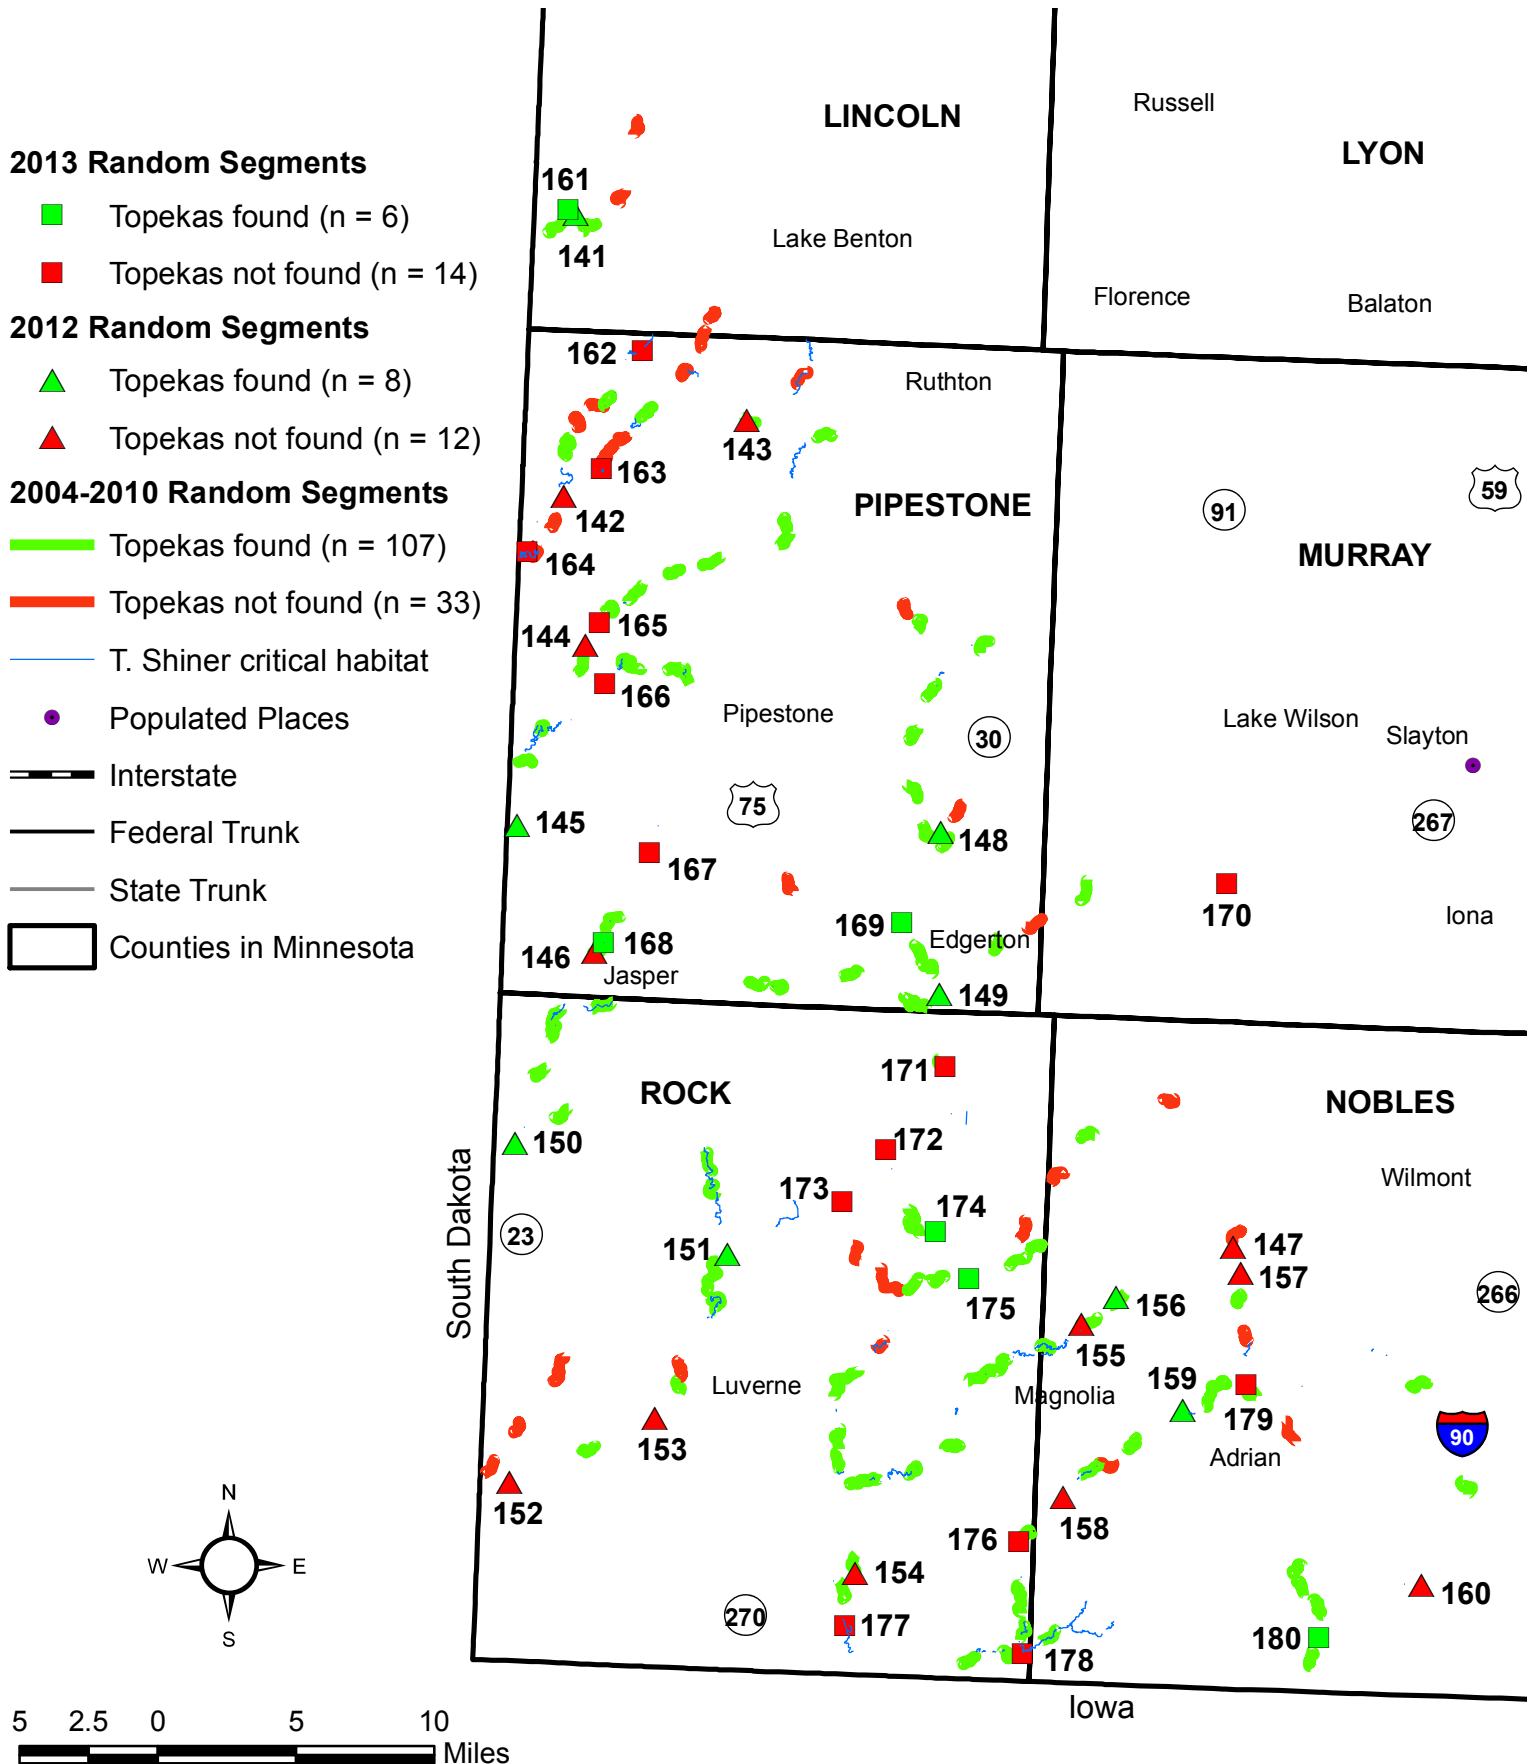 2013 Random Segments
Topekas found (n = 6)
Topekas not found (n = 14)
2012 Random Segments
Topekas found (n = 8)
Topekas not found (n = 12)
2004-2010 Random Segments
Topekas found (n = 107)
Topekas not found (n = 33)
T. Shiner critical habitat
Populated Places
Interstate
Federal Trunk
State Trunk
Counties in Minnesota
LINCOLN
Russell
LYON
161
Lake Benton
141
Florence
Balaton
162
Ruthton
143
163
PIPESTONE
59
142
91
164
MURRAY
165
144
166
Pipestone
30
Lake Wilson
Slayton
75
145
148
267
167
170
Iona
169
168
Edgerton
146
Jasper
149
171
ROCK
NOBLES
150
172
South Dakota
173
Wilmont
174
23
151
147
157
175
156
266
155
Luverne
Magnolia
159
153
179
90
Adrian
152
158
176
154
160
270
177
180
178
Iowa
N
W
E
S
5 2.5 0 5 10
Miles